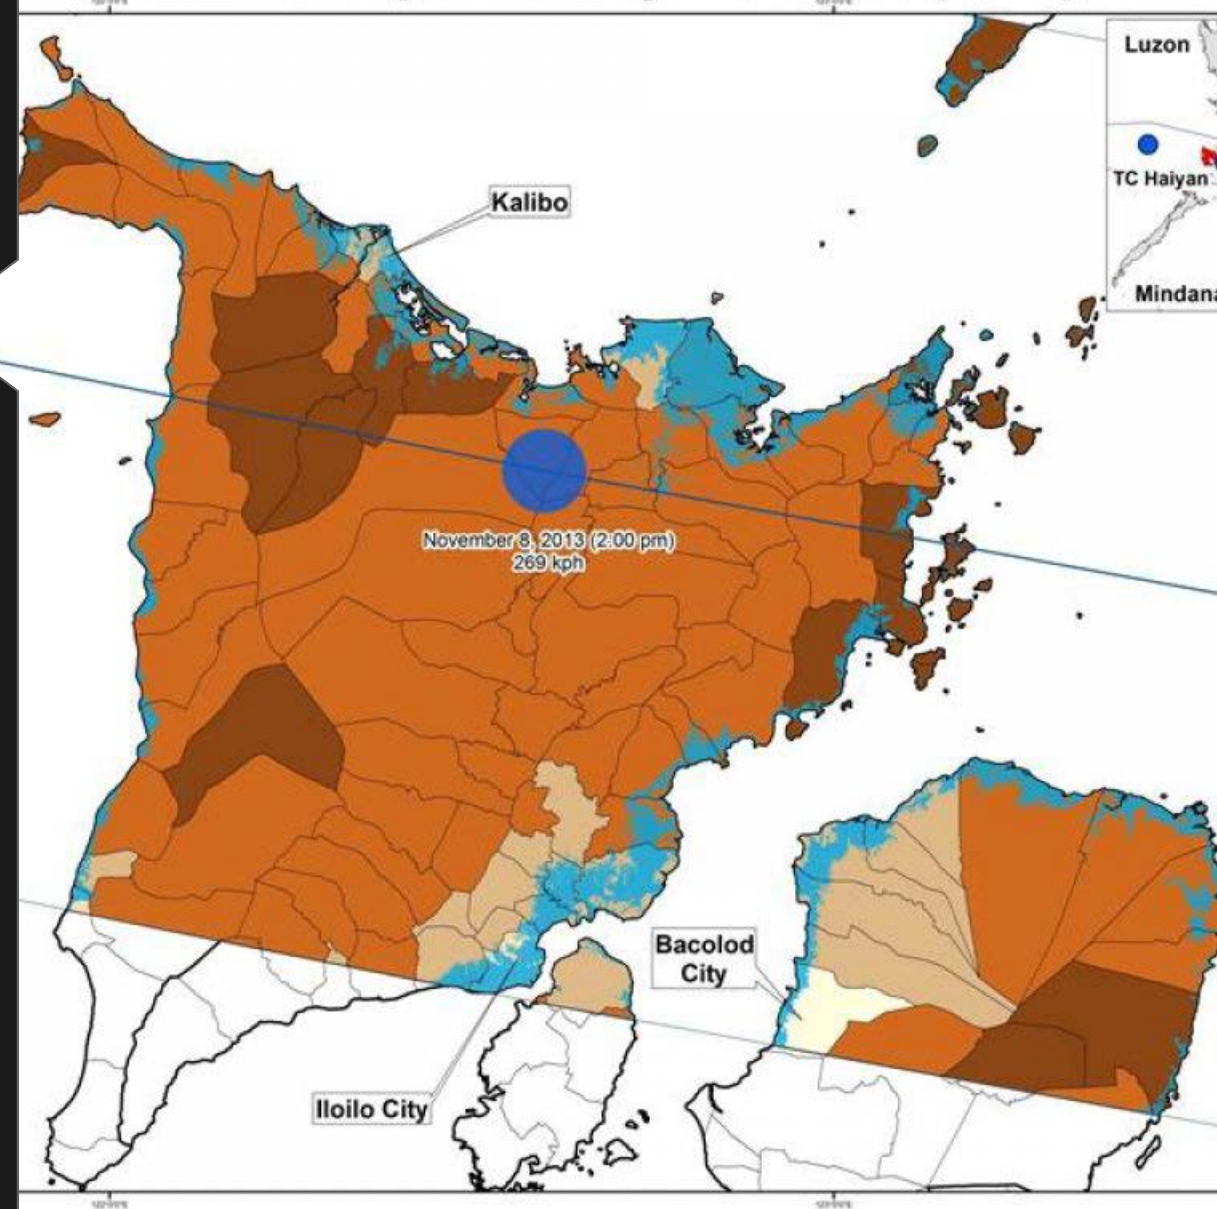 Luzon
TC Haiyan
Mindana
Kalibo
November 8, 2013 (2:00 pm)
269 kph
Bacolod
City
Iloilo City